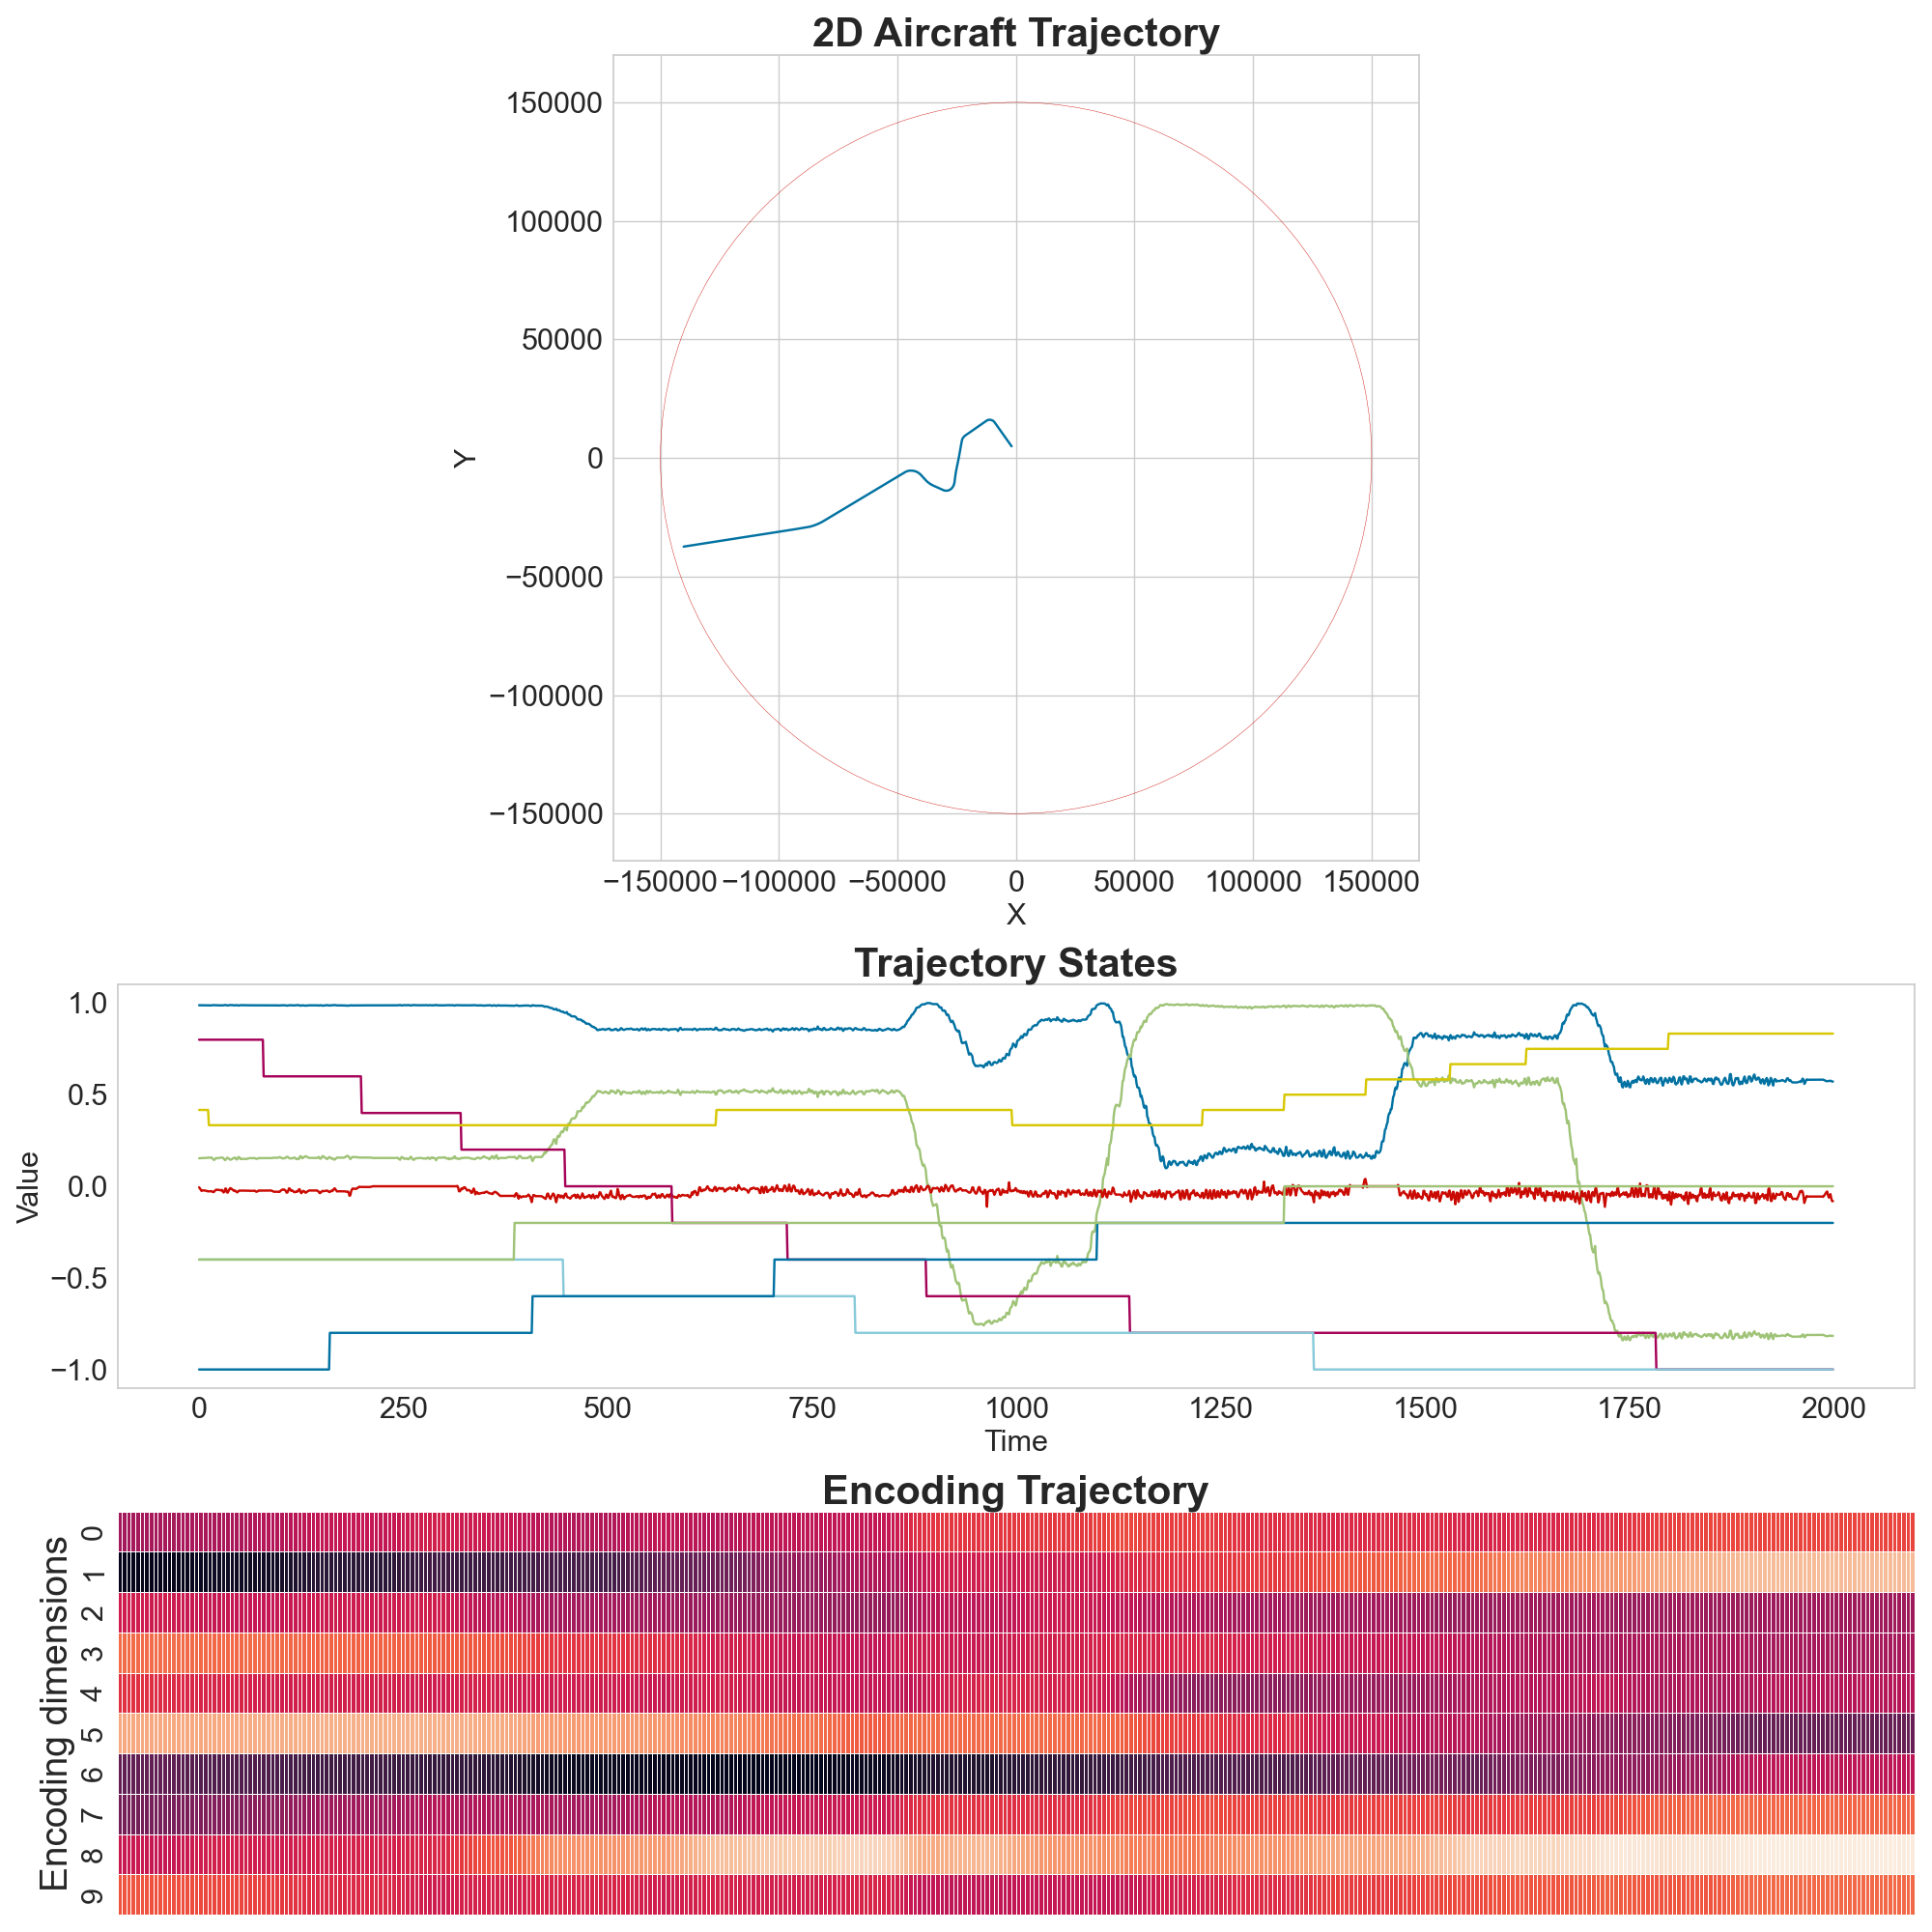 2D Aircraft Trajectory
150000
100000
50000
0
−50000
−100000
−150000
Y
−150000 −100000 −50000 0 50000 100000 150000
X
Trajectory States
1.0
0.5
0.0
−0.5
−1.0
Value
0 250 500 750 1000 1250 1500 1750 2000
Time
Encoding Trajectory
Encoding dimensions
0
1
2
3
4
5
6
7
8
9